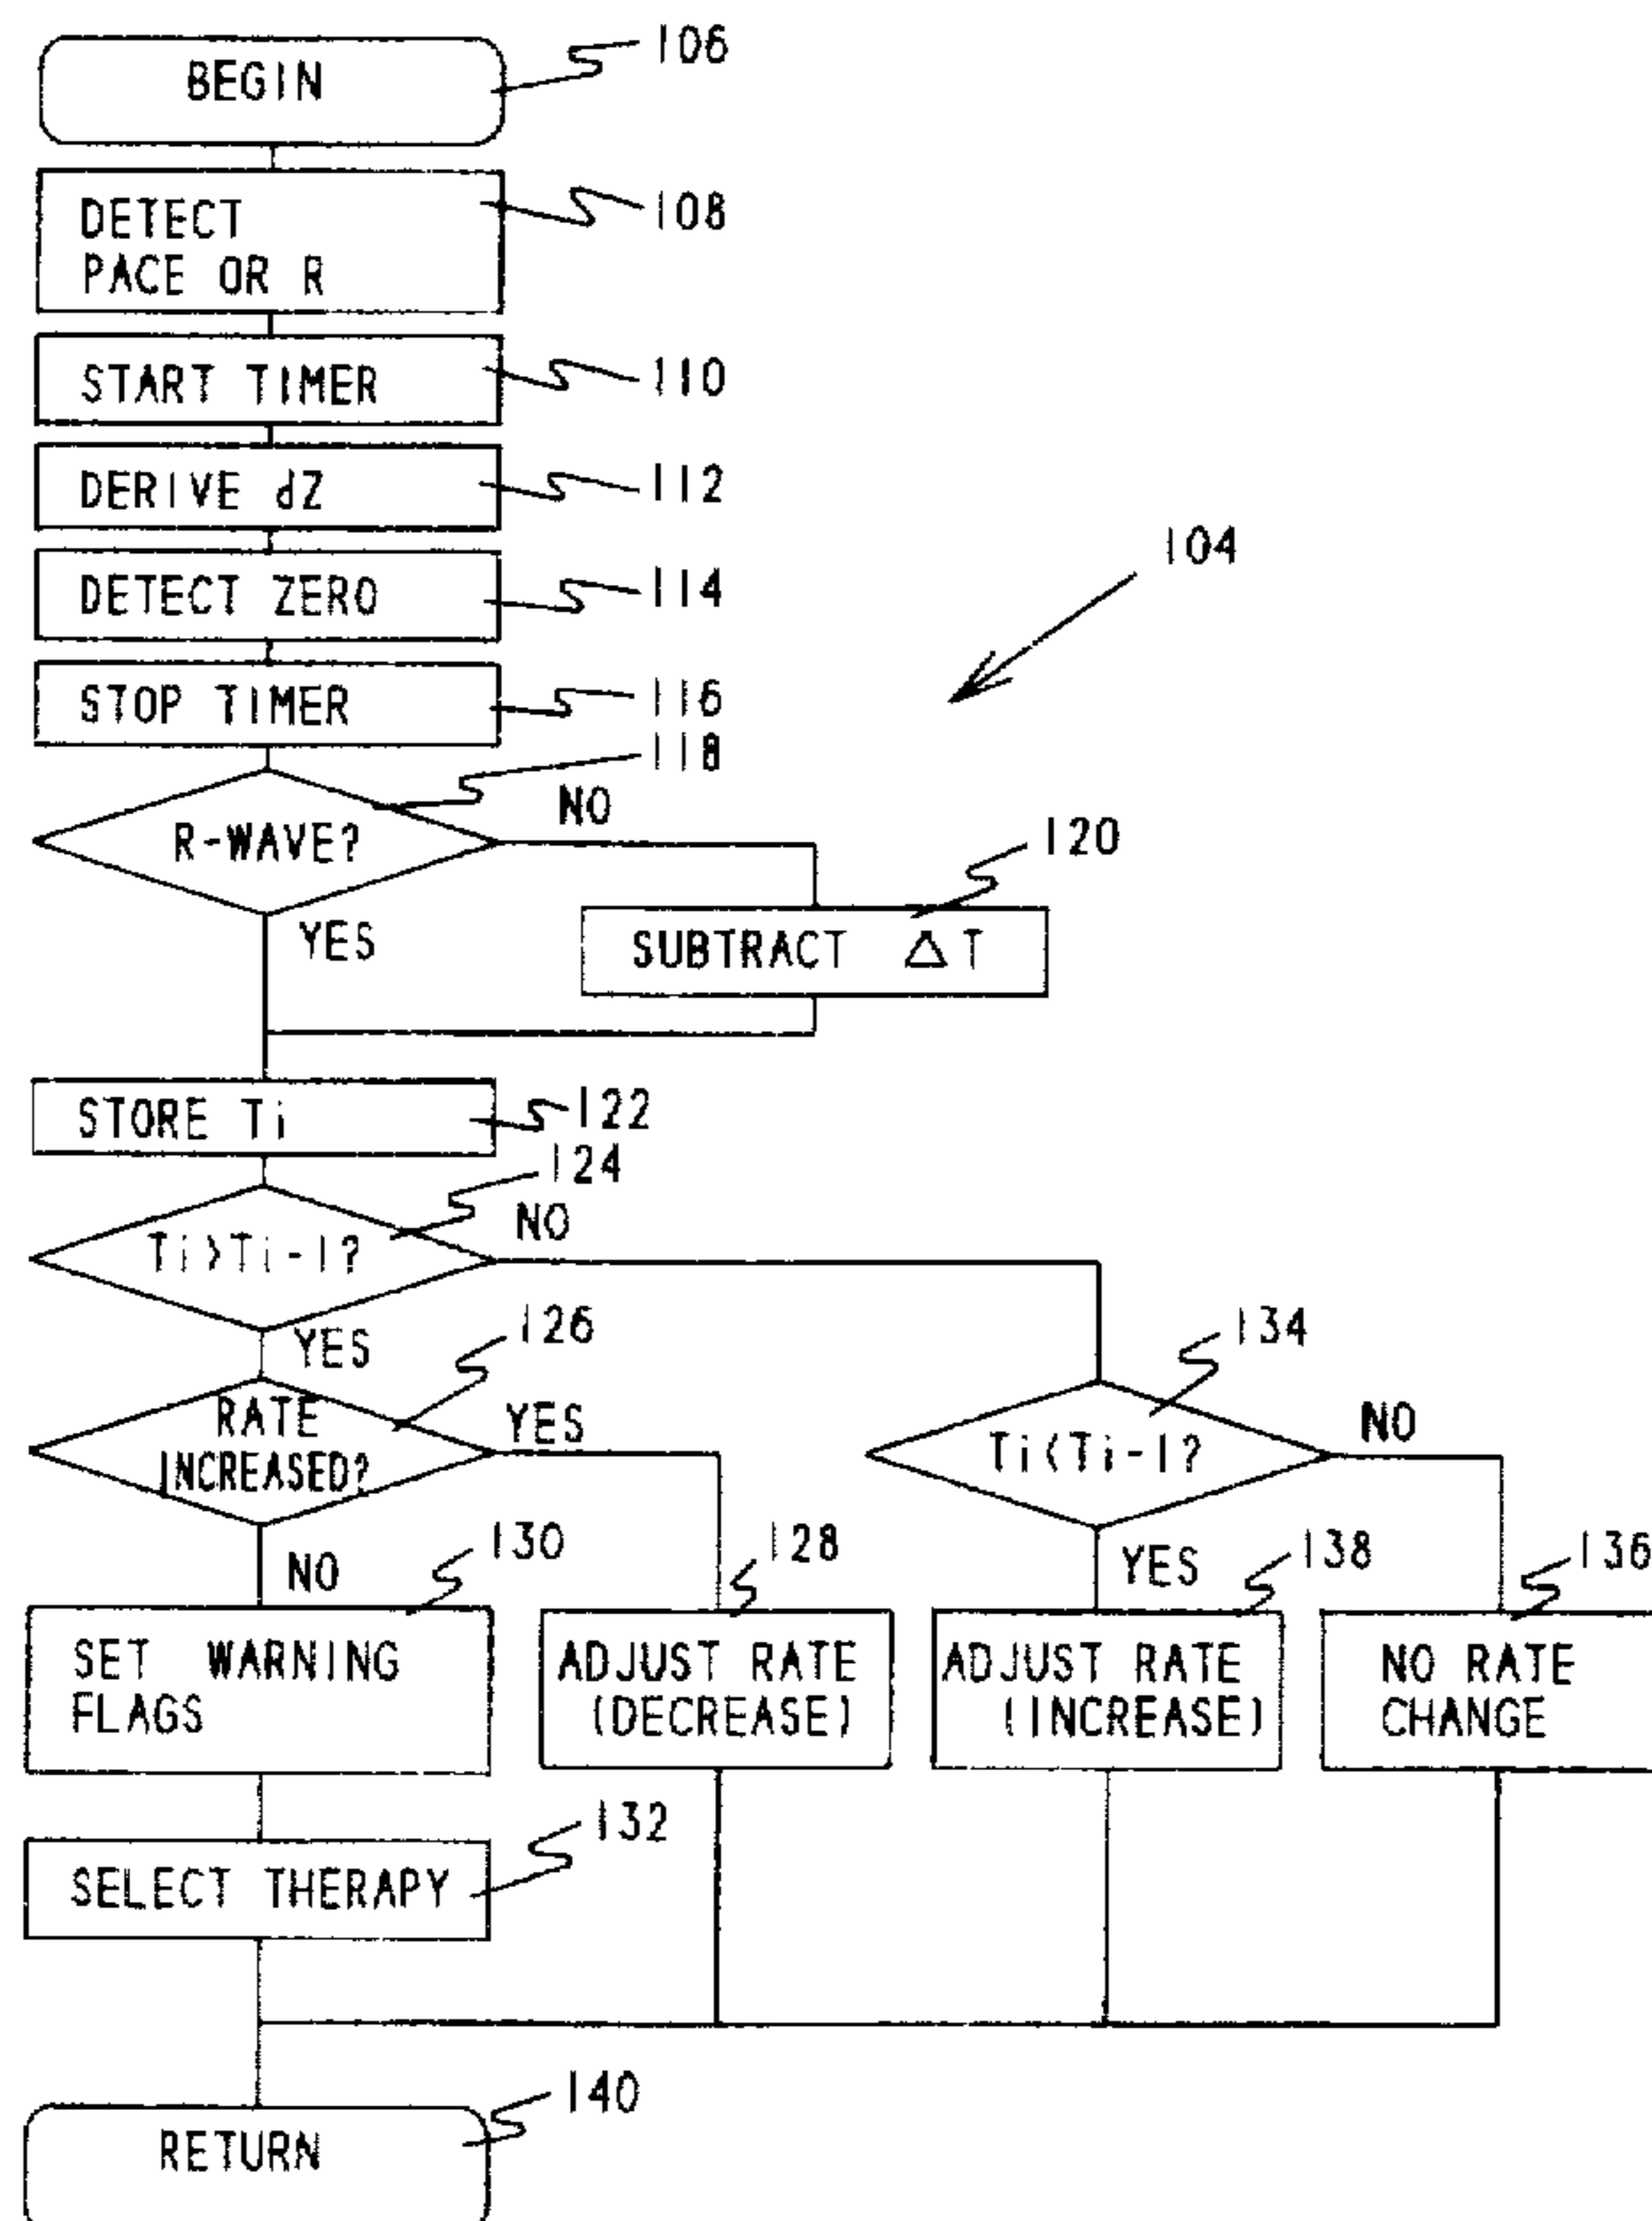 BEGIN
106
DETECT
PACE OR R
108
START TIMER
110
DERIVE dZ
112
DETECT ZERO
114
104
STOP TIMER
116
118
R-WAVE?
NO
YES
120
SUBTRACT △T
STORE Ti
122
124
Ti>Ti-1?
NO
YES
126
RATE
INCREASED?
YES
NO
134
Ti<Ti-1?
NO
YES
130
SET WARNING
FLAGS
128
ADJUST RATE
(DECREASE)
138
ADJUST RATE
(INCREASE)
136
NO RATE
CHANGE
132
SELECT THERAPY
140
RETURN